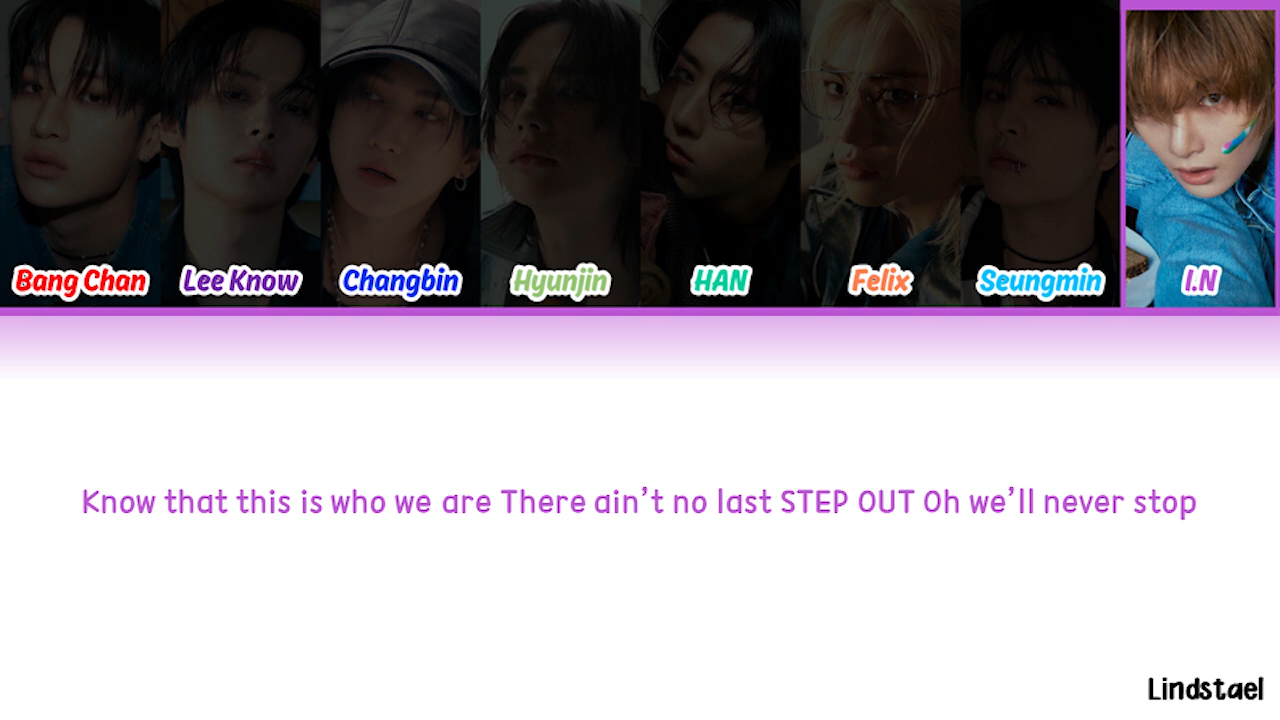 Bang Chan Lee Know Changbin Hyunjin HAN Felix Seungmin I.N
Know that this is who we are There ain't no last STEP OUT Oh we'll never stop
Lindstael